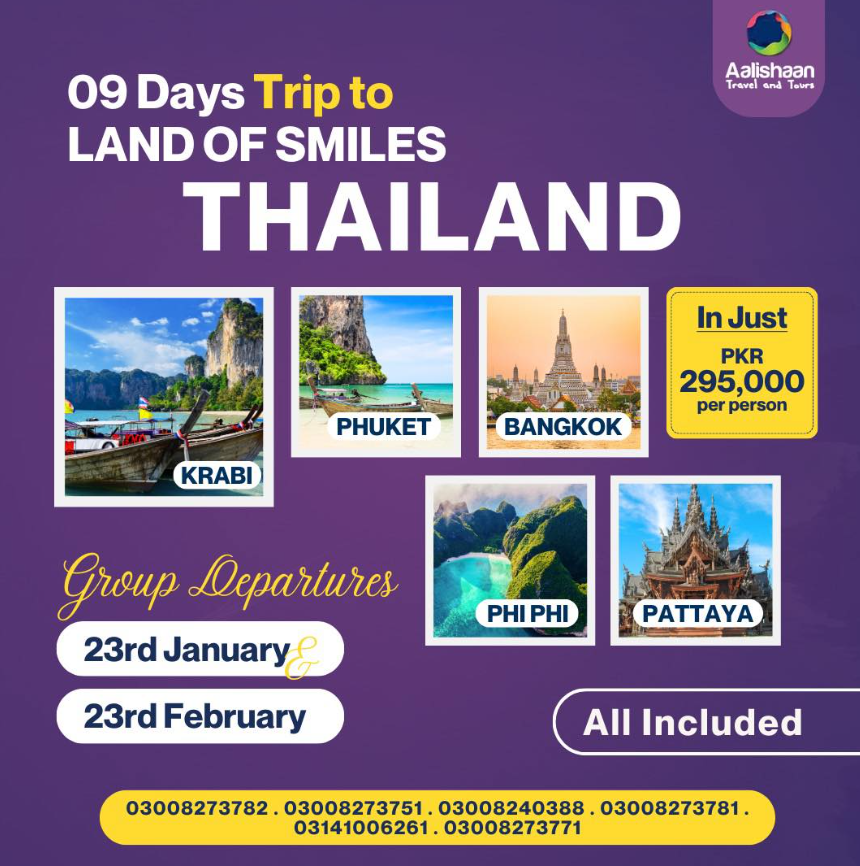 Aalishaan
Travel and Tours
09 Days Trip to
LAND OF SMILES
THAILAND
KRABI
PHUKET
BANGKOK
In Just
PKR
295,000
per person
PHI PHI
PATTAYA
Group Departures
23rd January &
23rd February
All Included
03008273782 . 03008273751 . 03008240388 . 03008273781 .
03141006261 . 03008273771